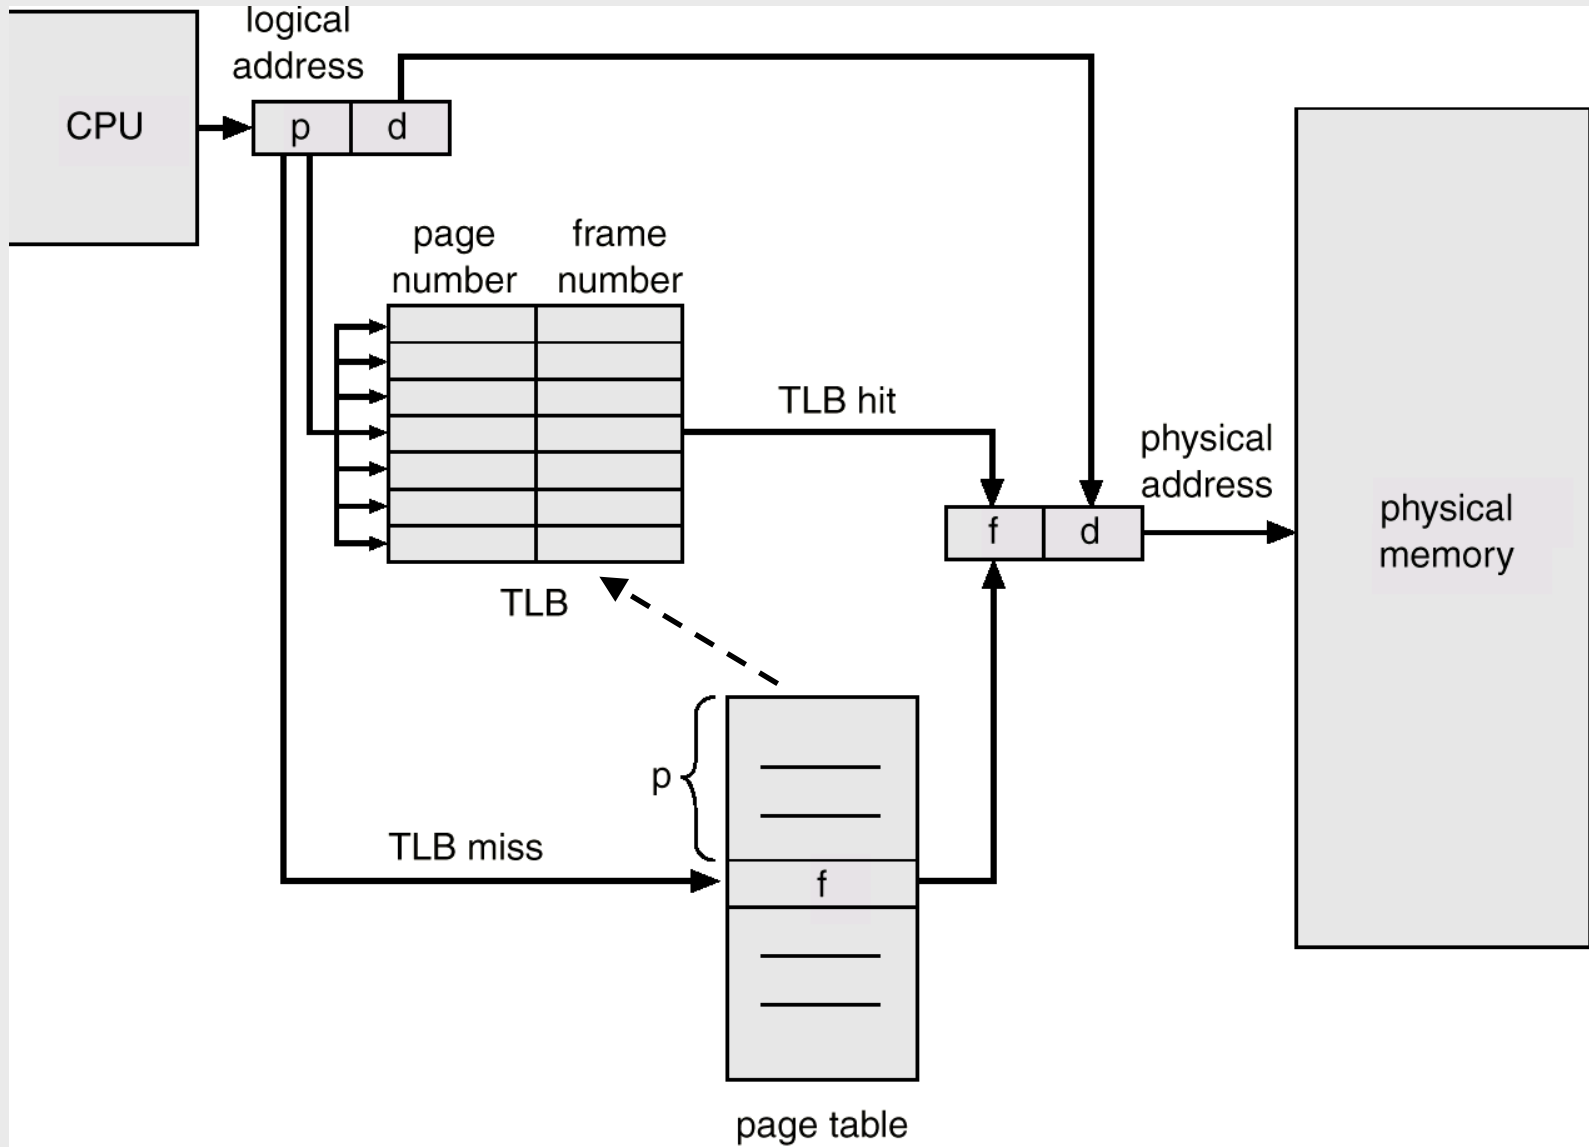 logical
address
CPU
p
d
page
number
frame
number
TLB hit
physical
address
f
d
physical
memory
TLB
p
TLB miss
f
page table